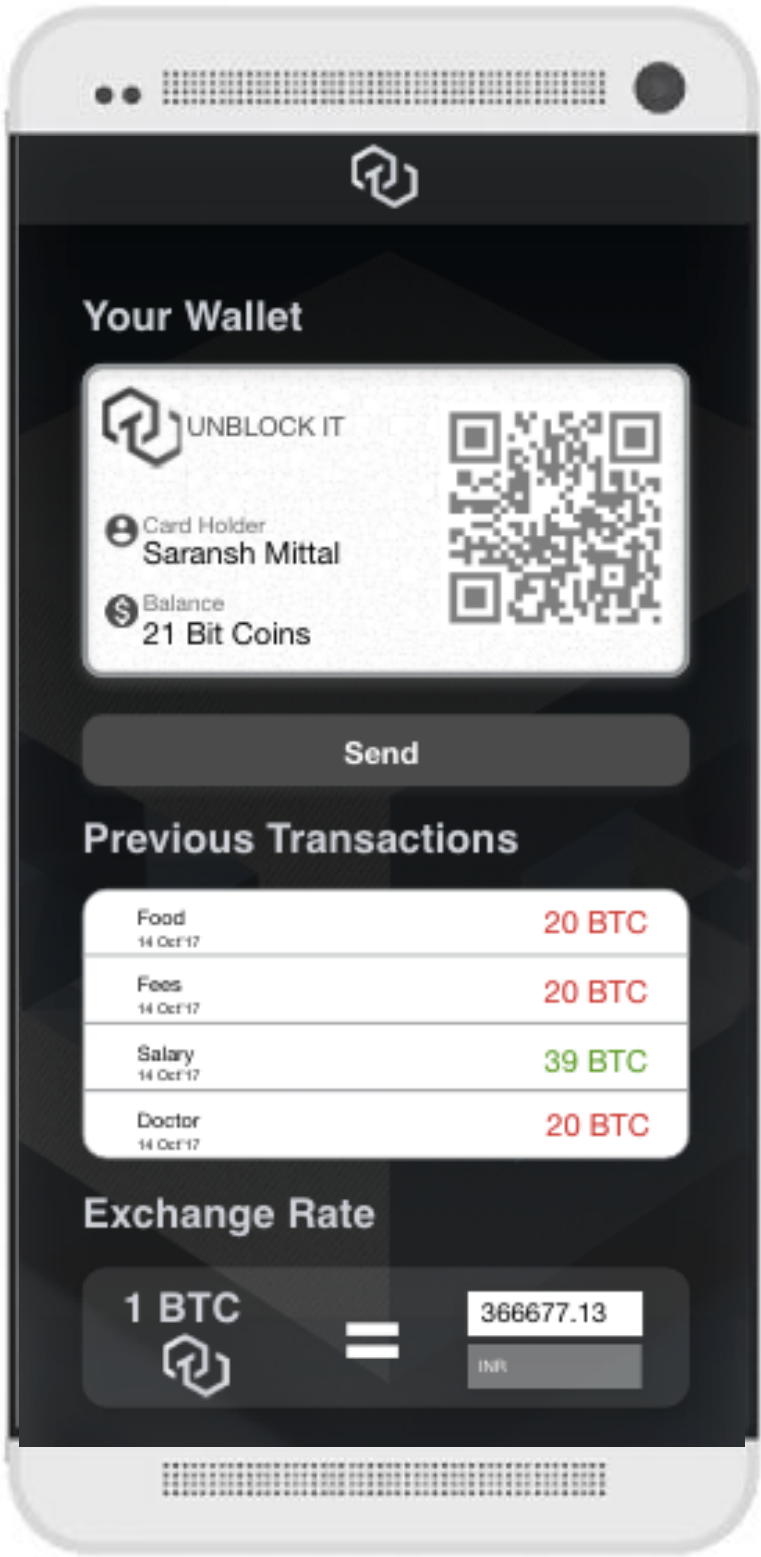 Your Wallet
UNBLOCK IT
Card Holder
Saransh Mittal
Balance
21 Bit Coins
Send
Previous Transactions
Food
20 BTC
14 Oct'17
Fees
20 BTC
14 Oct'17
Salary
39 BTC
14 Oct'17
Doctor
20 BTC
14 Oct'17
Exchange Rate
1 BTC
=
366677.13
INR